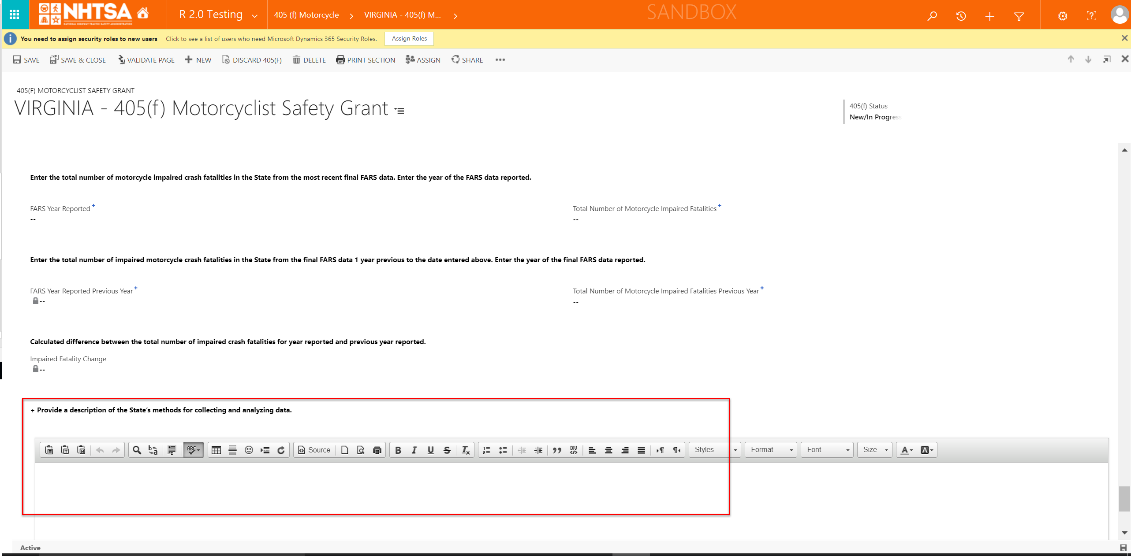 NHTSA R 2.0 Testing 405 (f) Motorcycle VIRGINIA - 405(f) M... SANDBOX
You need to assign security roles to new users Click to see a list of users who need Microsoft Dynamics 365 Security Roles. Assign Roles
SAVE SAVE & CLOSE VALIDATE PAGE NEW DISCARD 405(F) DELETE PRINT SECTION ASSIGN SHARE
405(F) MOTORCYCLIST SAFETY GRANT
VIRGINIA - 405(f) Motorcyclist Safety Grant
405(f) Status
New/In Progress
Enter the total number of motorcycle impaired crash fatalities in the State from the most recent final FARS data. Enter the year of the FARS data reported.
FARS Year Reported + Total Number of Motorcycle Impaired Fatalities +
-- --
Enter the total number of impaired motorcycle crash fatalities in the State from the final FARS data 1 year previous to the date entered above. Enter the year of the final FARS data reported.
FARS Year Reported Previous Year + Total Number of Motorcycle Impaired Fatalities Previous Year *
-- --
Calculated difference between the total number of impaired crash fatalities for year reported and previous year reported.
Impaired Fatality Change
--
+ Provide a description of the State's methods for collecting and analyzing data.
Source B I U S Tx Styles Format Font Size A A
Active